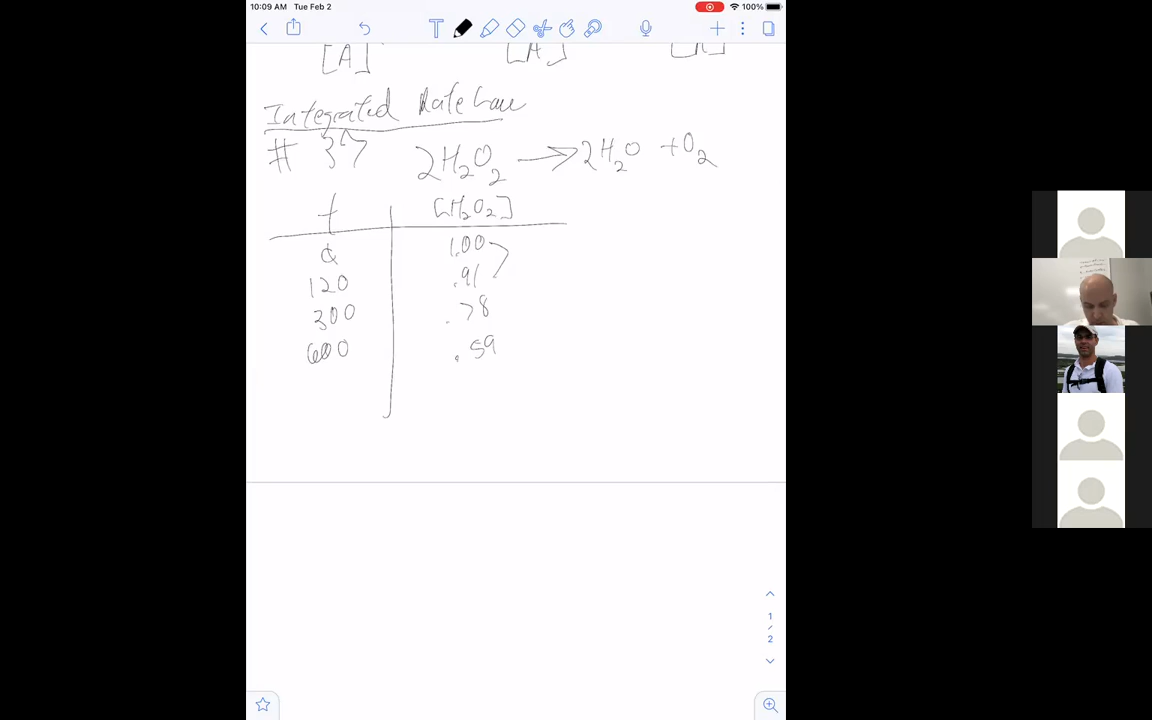 10:09 AM Tue Feb 2
100%
[A] [A] [A]
Integrated Rate Law
# 37 2H₂O₂ → 2H₂O + O₂
t [H₂O₂]
0 1.00
120 .91
300 .78
600 .59
1
/
2